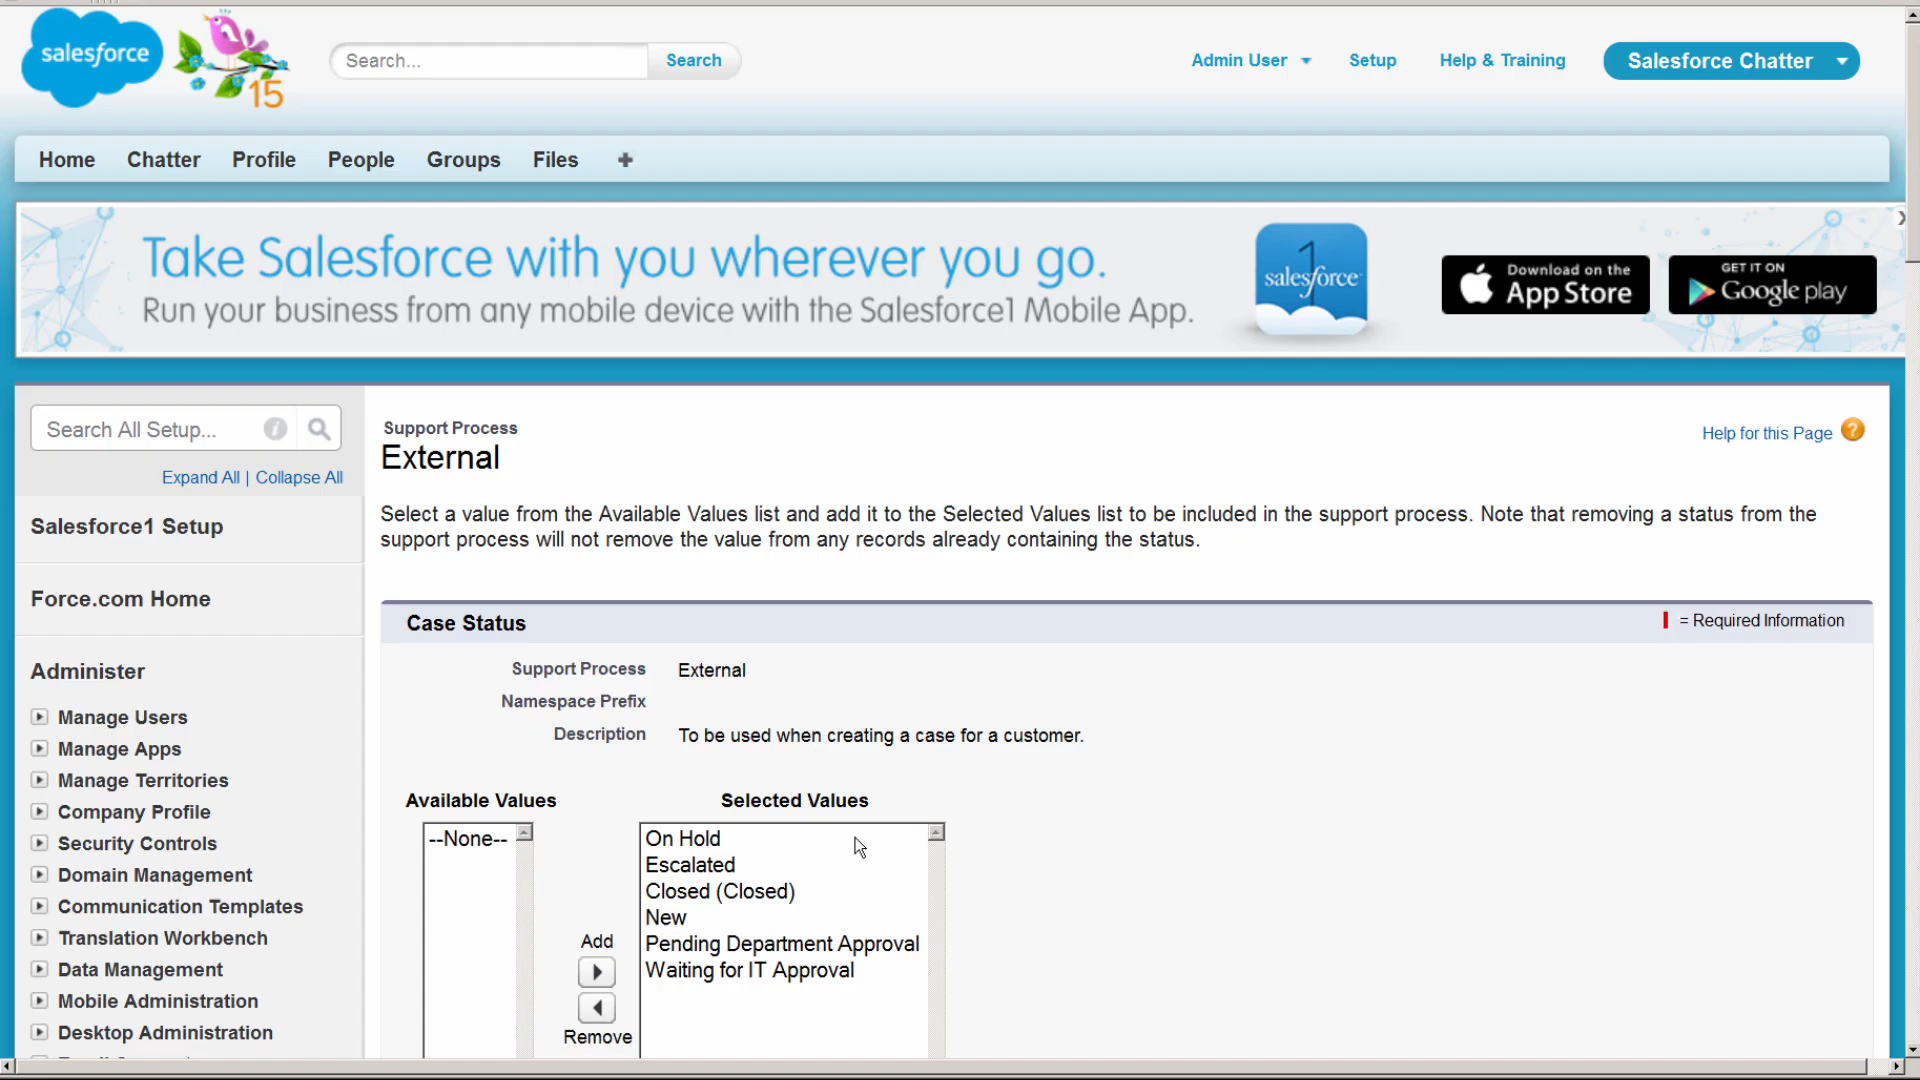 salesforce
15
Search...
Search
Admin User
Setup
Help & Training
Salesforce Chatter
Home
Chatter
Profile
People
Groups
Files
+
Take Salesforce with you wherever you go.
Run your business from any mobile device with the Salesforce1 Mobile App.
1
salesforce
Download on the
App Store
GET IT ON
Google play
Search All Setup...
Expand All | Collapse All
Salesforce1 Setup
Force.com Home
Administer
Manage Users
Manage Apps
Manage Territories
Company Profile
Security Controls
Domain Management
Communication Templates
Translation Workbench
Data Management
Mobile Administration
Desktop Administration
Support Process
External
Help for this Page
Select a value from the Available Values list and add it to the Selected Values list to be included in the support process. Note that removing a status from the
support process will not remove the value from any records already containing the status.
Case Status
= Required Information
Support Process External
Namespace Prefix
Description To be used when creating a case for a customer.
Available Values
Selected Values
--None--
Add
Remove
On Hold
Escalated
Closed (Closed)
New
Pending Department Approval
Waiting for IT Approval